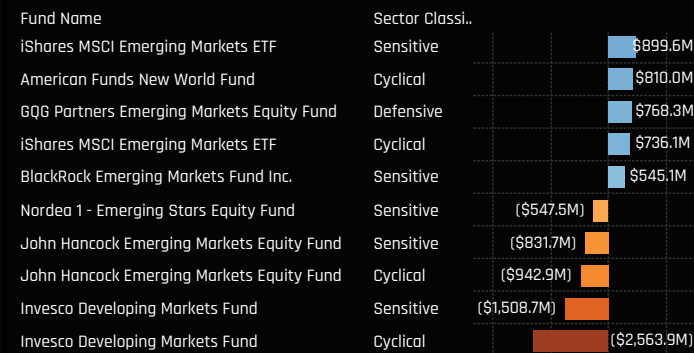 Fund Name Sector Classi..
iShares MSCI Emerging Markets ETF Sensitive $899.6M
American Funds New World Fund Cyclical $810.0M
GQG Partners Emerging Markets Equity Fund Defensive $768.3M
iShares MSCI Emerging Markets ETF Cyclical $736.1M
BlackRock Emerging Markets Fund Inc. Sensitive $545.1M
Nordea 1 - Emerging Stars Equity Fund Sensitive ($547.5M)
John Hancock Emerging Markets Equity Fund Sensitive ($831.7M)
John Hancock Emerging Markets Equity Fund Cyclical ($942.9M)
Invesco Developing Markets Fund Sensitive ($1,508.7M)
Invesco Developing Markets Fund Cyclical ($2,563.9M)